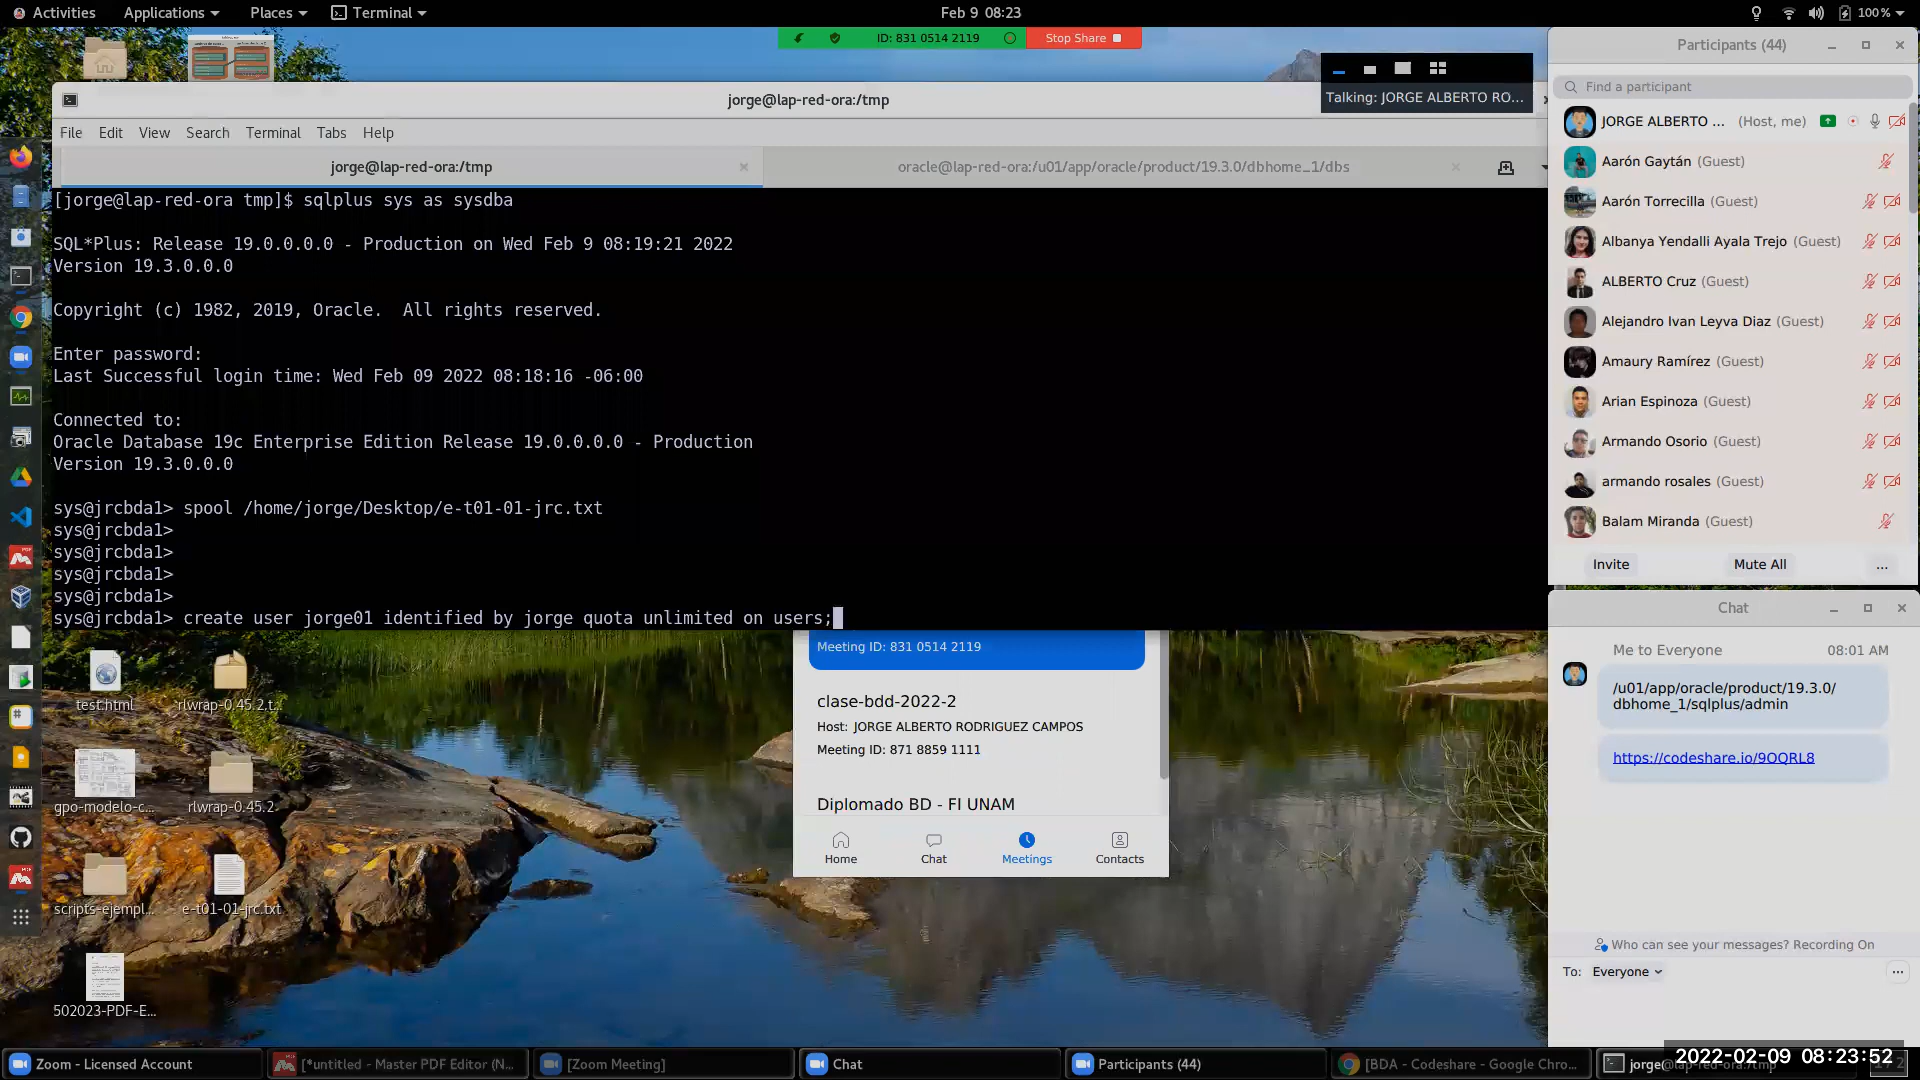 Activities
Applications
Places
Terminal
Feb 9 08:23
100%
ID: 831 0514 2119
Stop Share
Talking: JORGE ALBERTO RO...
jorge@lap-red-ora:/tmp
File Edit View Search Terminal Tabs Help
jorge@lap-red-ora:/tmp
oracle@lap-red-ora:/u01/app/oracle/product/19.3.0/dbhome_1/dbs
[jorge@lap-red-ora tmp]$ sqlplus sys as sysdba
SQL*Plus: Release 19.0.0.0.0 - Production on Wed Feb 9 08:19:21 2022
Version 19.3.0.0.0
Copyright (c) 1982, 2019, Oracle.  All rights reserved.
Enter password:
Last Successful login time: Wed Feb 09 2022 08:18:16 -06:00
Connected to:
Oracle Database 19c Enterprise Edition Release 19.0.0.0.0 - Production
Version 19.3.0.0.0
sys@jrcbda1> spool /home/jorge/Desktop/e-t01-01-jrc.txt
sys@jrcbda1>
sys@jrcbda1>
sys@jrcbda1>
sys@jrcbda1>
sys@jrcbda1> create user jorge01 identified by jorge quota unlimited on users;
Meeting ID: 831 0514 2119
clase-bdd-2022-2
Host: JORGE ALBERTO RODRIGUEZ CAMPOS
Meeting ID: 871 8859 1111
Diplomado BD - FI UNAM
Home
Chat
Meetings
Contacts
test.html
rlwrap-0.45.2.t...
gpo-modelo-c...
rlwrap-0.45.2
scripts-ejempl...
e-t01-01-jrc.txt
502023-PDF-E...
Participants (44)
Find a participant
JORGE ALBERTO ... (Host, me)
Aarón Gaytán (Guest)
Aarón Torrecilla (Guest)
Albanya Yendalli Ayala Trejo (Guest)
ALBERTO Cruz (Guest)
Alejandro Ivan Leyva Diaz (Guest)
Amaury Ramírez (Guest)
Arian Espinoza (Guest)
Armando Osorio (Guest)
armando rosales (Guest)
Balam Miranda (Guest)
Invite
Mute All
...
Chat
Me to Everyone
08:01 AM
/u01/app/oracle/product/19.3.0/
dbhome_1/sqlplus/admin
https://codeshare.io/9OQRL8
Who can see your messages? Recording On
To: Everyone
Zoom - Licensed Account
[*untitled - Master PDF Editor (N...
[Zoom Meeting]
Chat
Participants (44)
[BDA - Codeshare - Google Chro...
2022-02-09 08:23:52